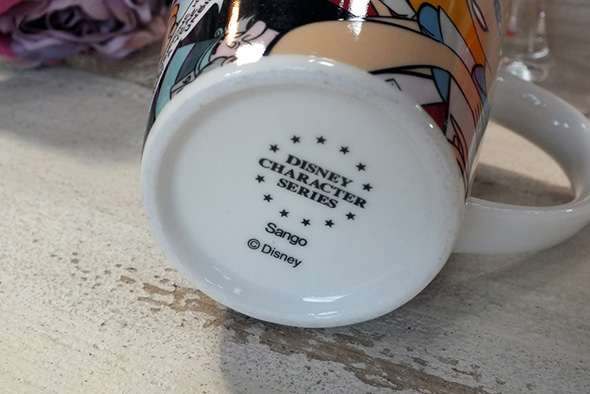 DISNEY
CHARACTER
SERIES
Sango
© Disney